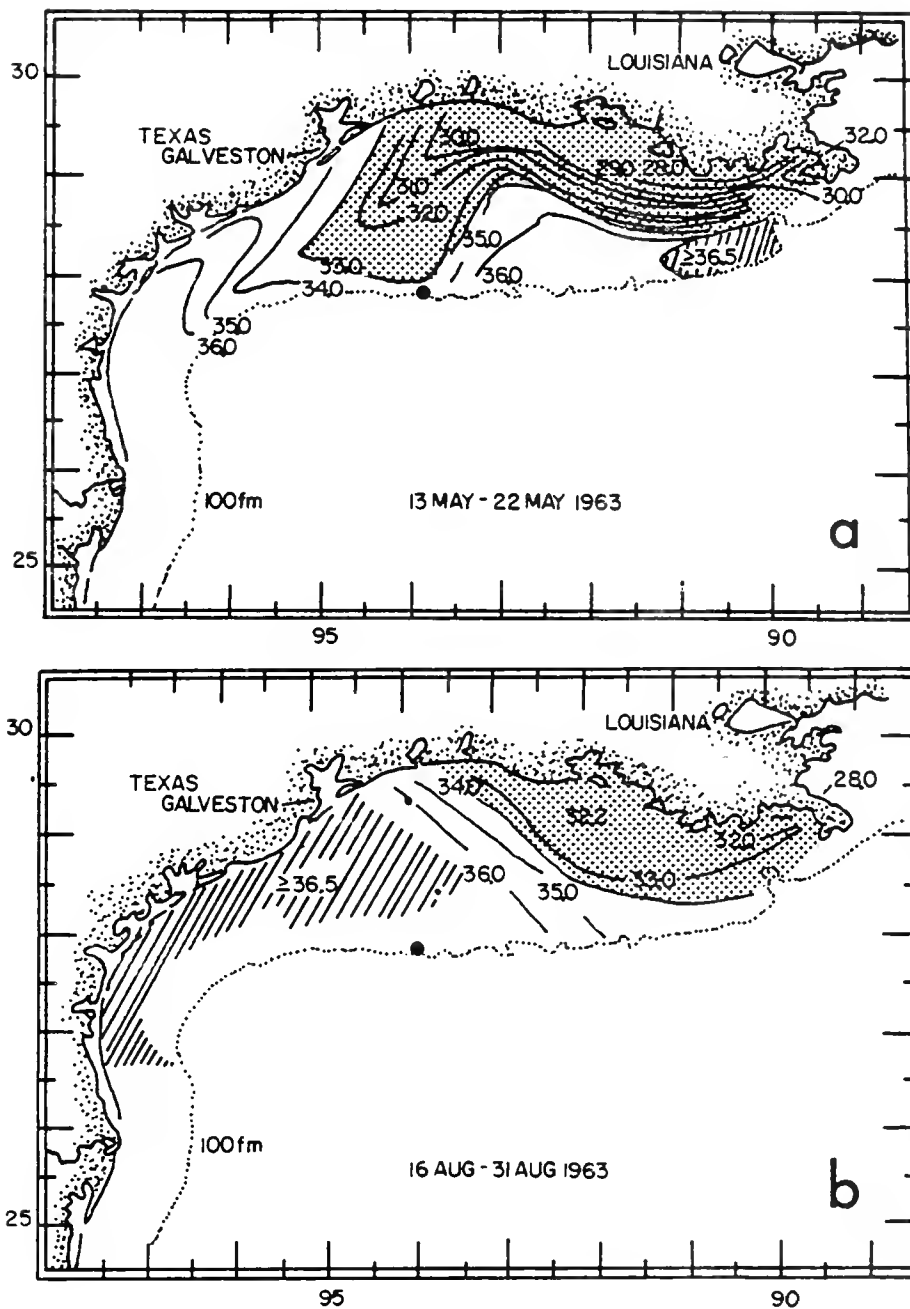 30
LOUISIANA
TEXAS
GALVESTON
32.0
30.0
29.0 28.0
31.0
32.0
30.0
35.0
≥36.5
33.0
36.0
34.0
35.0
36.0
100fm
13 MAY - 22 MAY 1963
a
25
95
90
30
LOUISIANA
TEXAS
GALVESTON
28.0
34.0
32.2
32.0
≥36.5
36.0
33.0
35.0
100fm
16 AUG - 31 AUG 1963
b
25
95
90